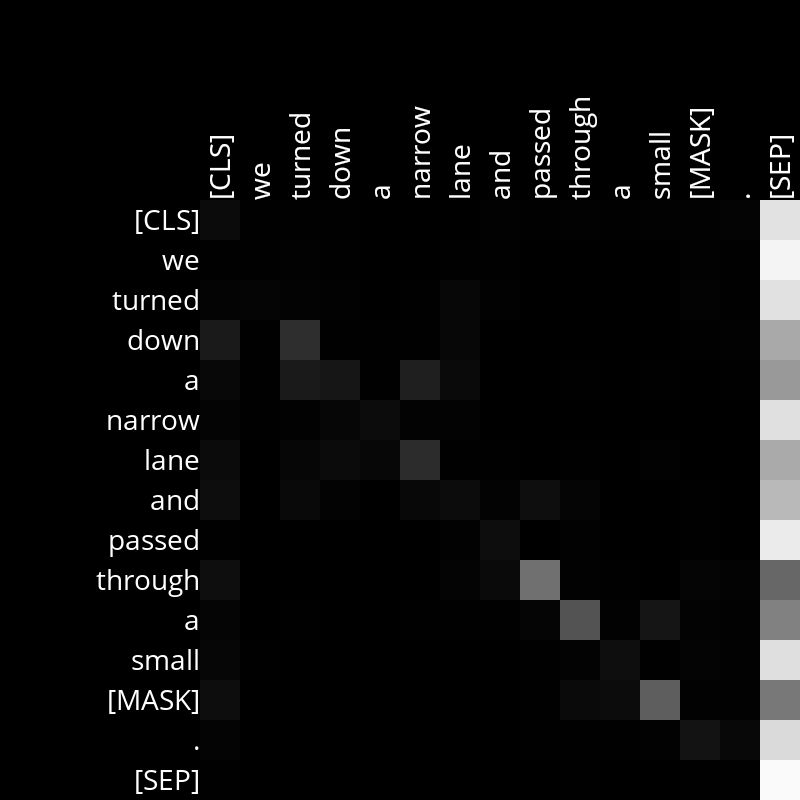 [CLS] we turned down a narrow lane and passed through a small [MASK] . [SEP]
[CLS]
we
turned
down
a
narrow
lane
and
passed
through
a
small
[MASK]
.
[SEP]